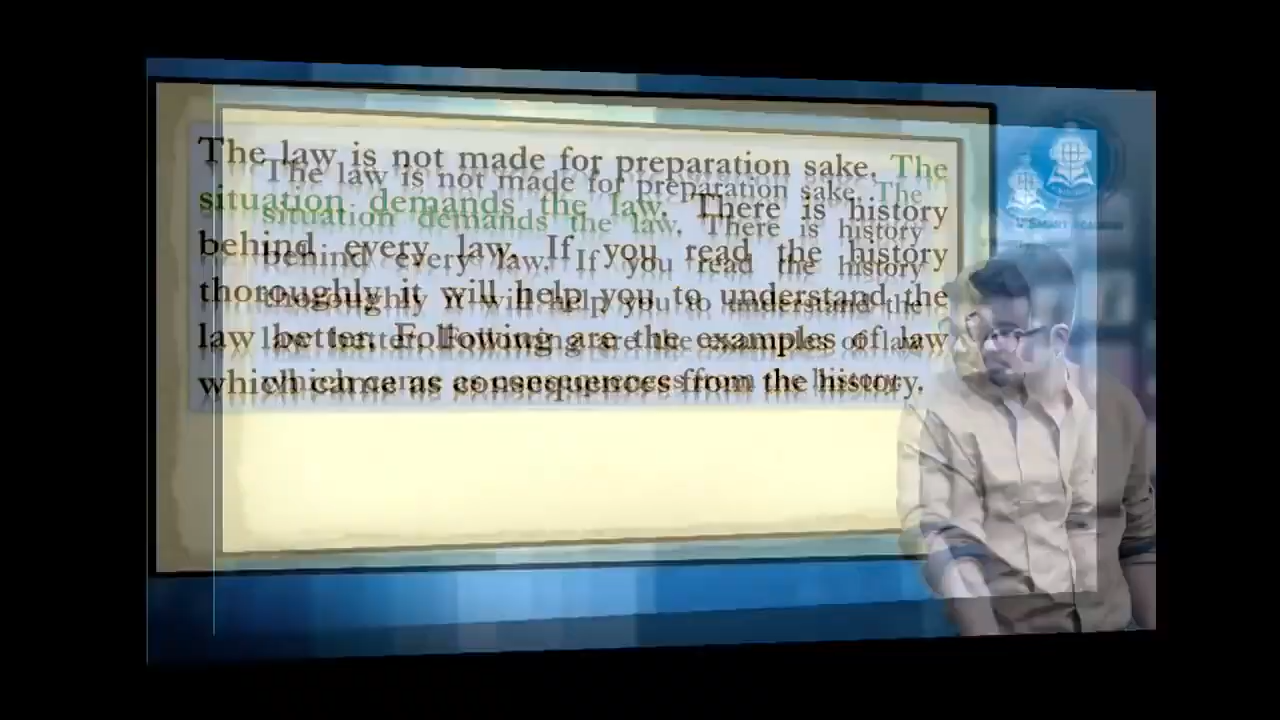 The law is not made for preparation sake. The
situation demands the law. There is history
behind every law. If you read the history
thoroughly it will help you to understand the
law better. Following are the examples of law
which came as consequences from the history.